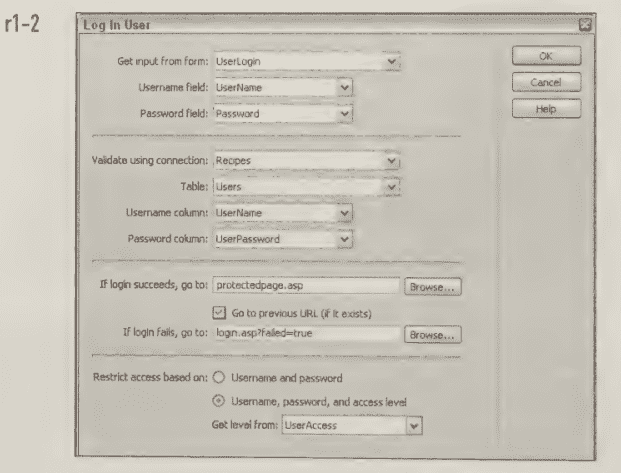 r1-2
Log In User
Get input from form: UserLogin
OK
Username field: UserName
Cancel
Password field: Password
Help
Validate using connection: Recipes
Table: Users
Username column: UserName
Password column: UserPassword
If login succeeds, go to: protectedpage.asp Browse...
Go to previous URL (if it exists)
If login fails, go to: login.asp?failed=true Browse...
Restrict access based on: Username and password
Username, password, and access level
Get level from: UserAccess